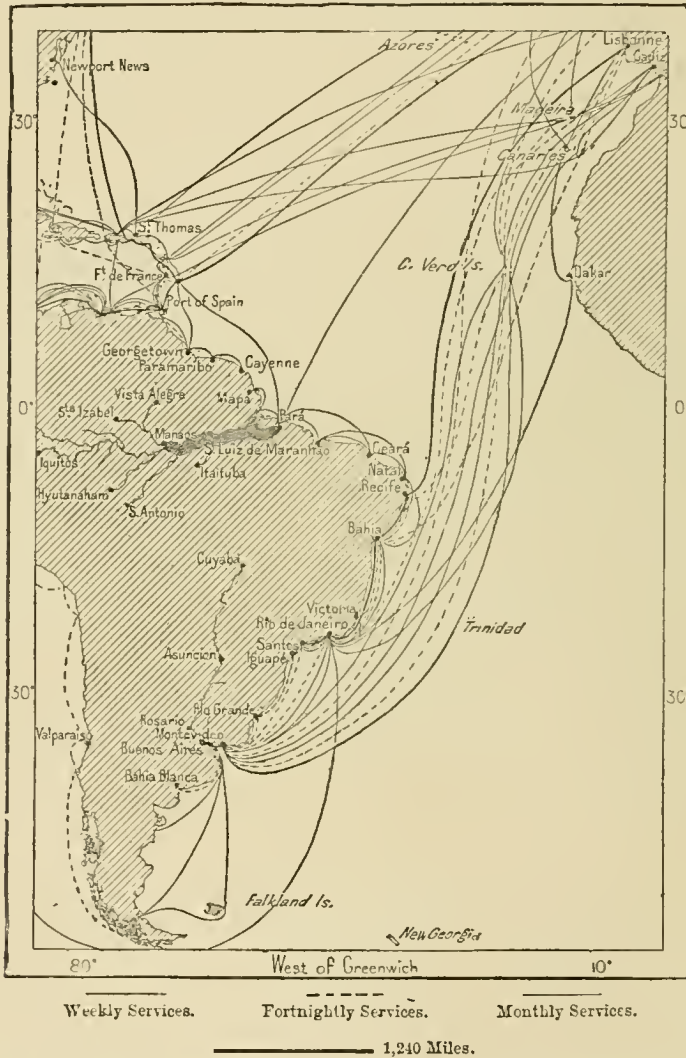 Azores
Lisbonne
Cadiz
Newport News
30°
30°
Madeira
Canaries
St Thomas
Ft de France
C. Verd Is.
Dakar
Port of Spain
Georgetown
Paramaribo
Cayenne
Vista Alegre
Mapa
0°
0°
Sta Izabel
Pará
Manaos
S. Luiz de Maranhão
Ceará
Iquitos
Itaituba
Natal
Hyutanaham
Recife
S. Antonio
Bahia
Cuyabá
Victoria
Rio de Janeiro
Trinidad
Santos
Asuncion
Iguape
30°
30°
Rio Grande
Rosario
Valparais
Montevideo
Buenos Aires
Bahia Blanca
Falkland Is.
New Georgia
80°
West of Greenwich
10°
Weekly Services.
Fortnightly Services.
Monthly Services.
1,240 Miles.